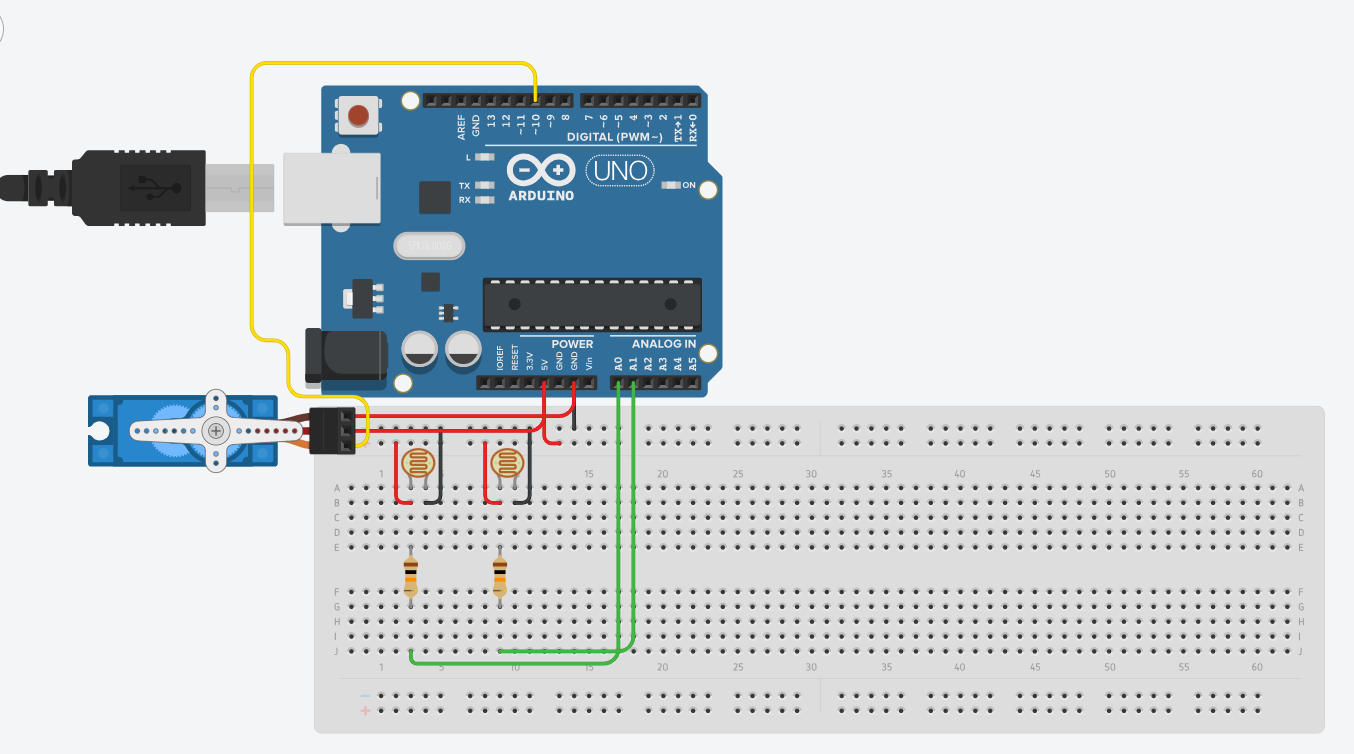 AREF
GND
13
12
~11
~10
~9
8
7
~6
~5
4
~3
2
TX→1
RX←0
DIGITAL (PWM~)
L
TX
RX
ARDUINO
UNO
ON
POWER
ANALOG IN
IOREF
RESET
3.3V
5V
GND
GND
Vin
A0
A1
A2
A3
A4
A5
1 15 20 25 30 35 40 45 50 55 60
A A
B B
C C
D D
E E
F F
G G
H H
I I
J J
1 5 10 15 20 25 30 35 40 45 50 55 60
−
+